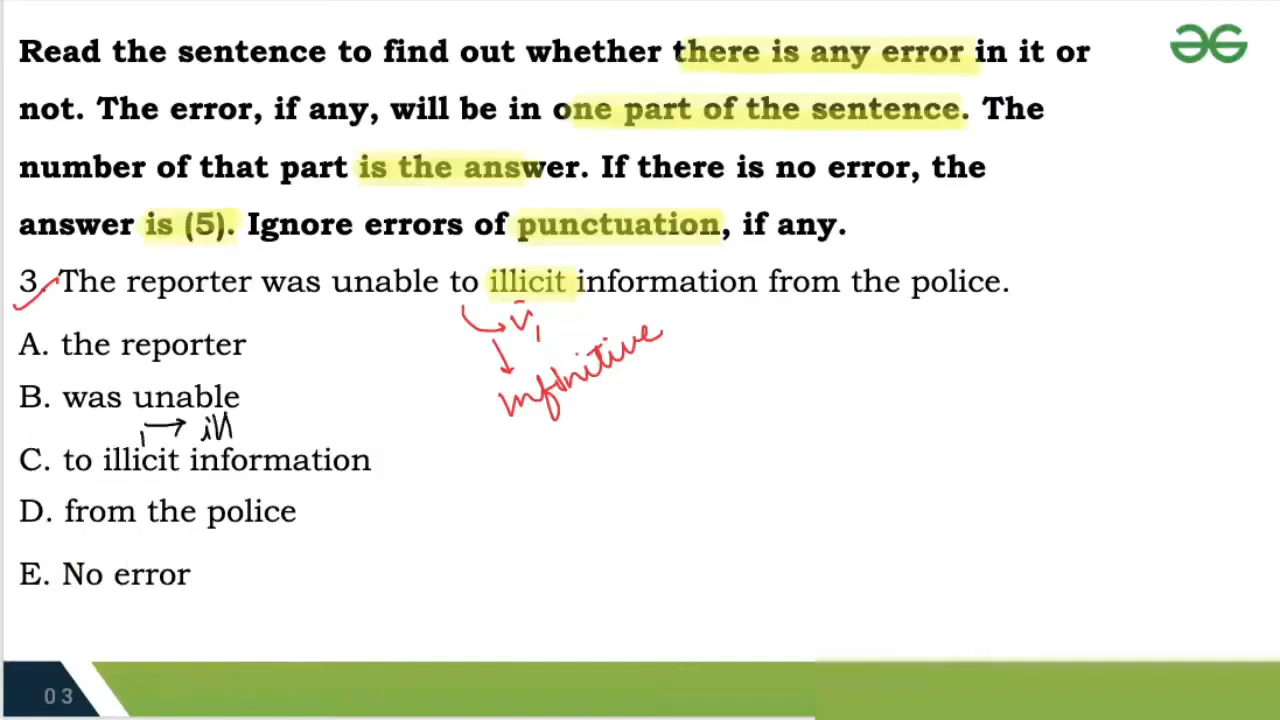 Read the sentence to find out whether there is any error in it or
not. The error, if any, will be in one part of the sentence. The
number of that part is the answer. If there is no error, the
answer is (5). Ignore errors of punctuation, if any.
3. The reporter was unable to illicit information from the police.
V1
infinitive
A. the reporter
B. was unable
ill
C. to illicit information
D. from the police
E. No error
03